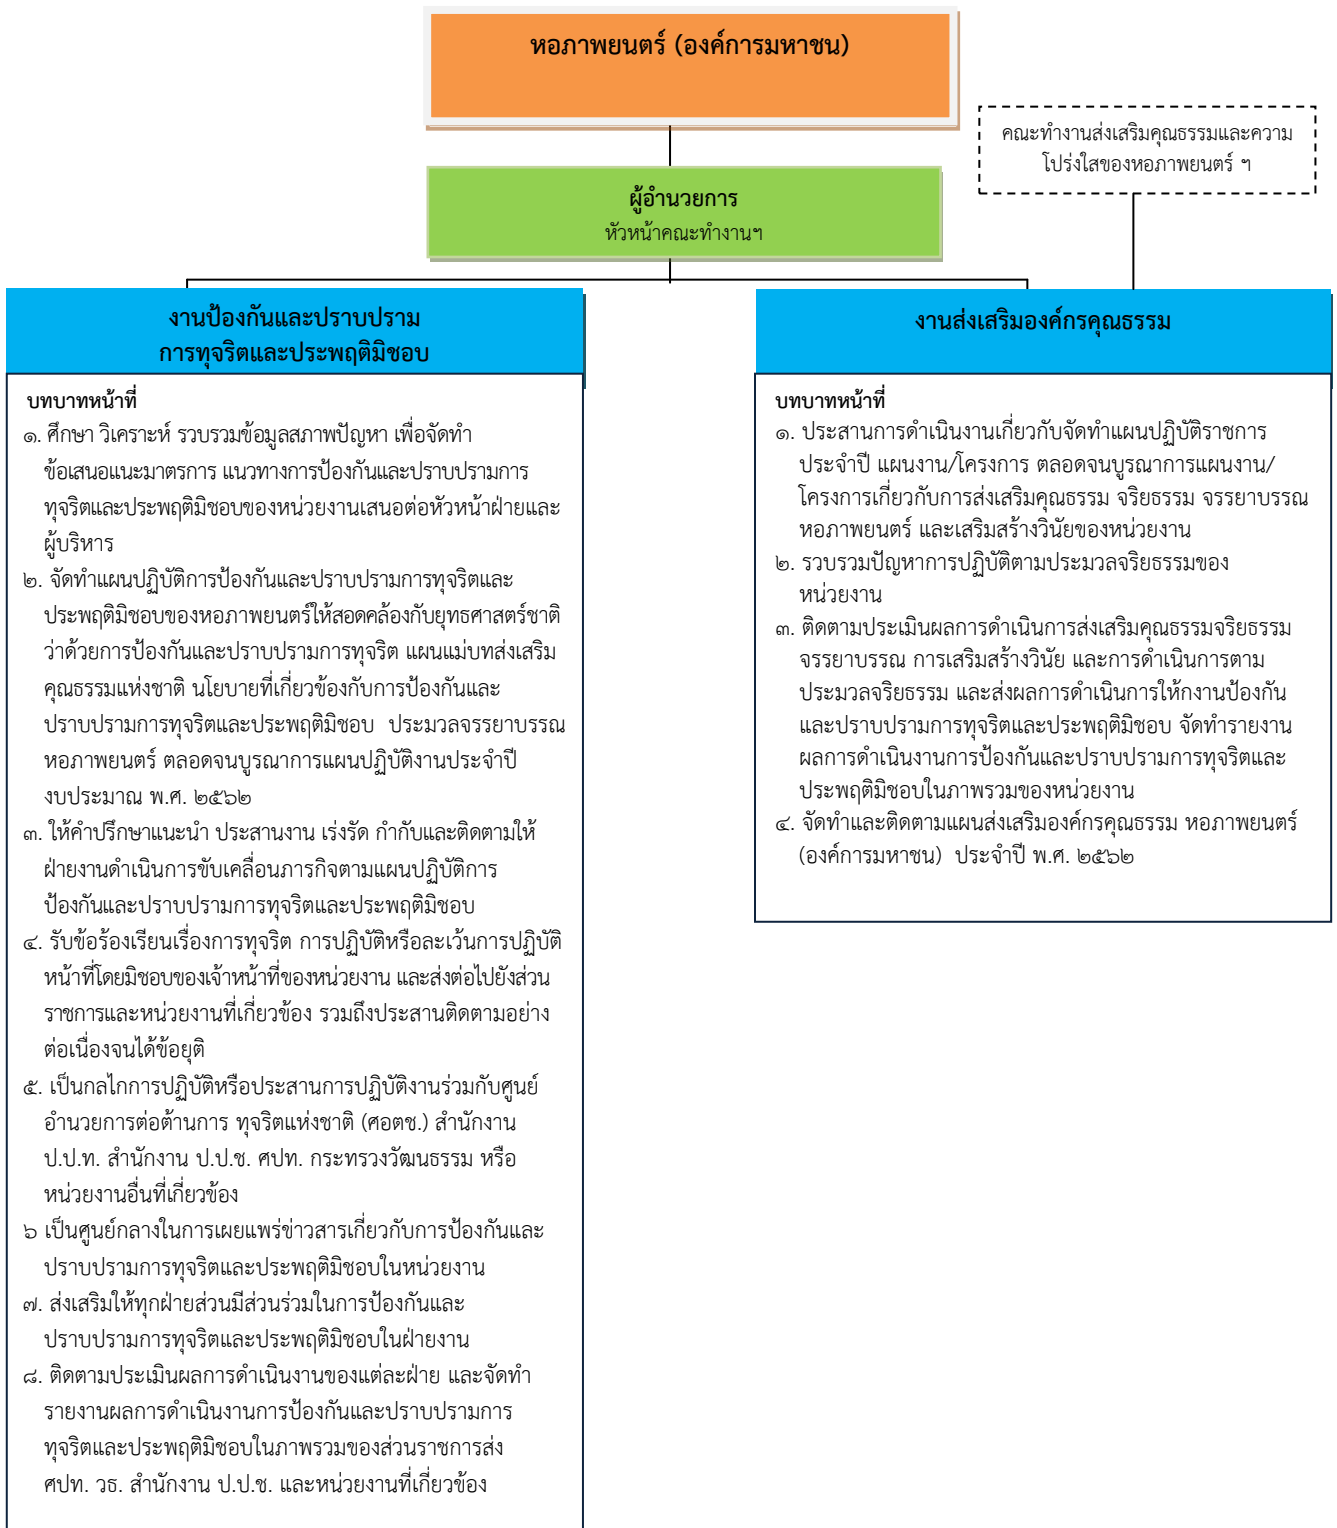 หอภาพยนตร์ (องค์การมหาชน)
คณะทำงานส่งเสริมคุณธรรมและความ
โปร่งใสของหอภาพยนตร์ ฯ
ผู้อำนวยการ
หัวหน้าคณะทำงานฯ
งานป้องกันและปราบปราม
การทุจริตและประพฤติมิชอบ
บทบาทหน้าที่
๑. ศึกษา วิเคราะห์ รวบรวมข้อมูลสภาพปัญหา เพื่อจัดทำ
ข้อเสนอแนะมาตรการ แนวทางการป้องกันและปราบปรามการ
ทุจริตและประพฤติมิชอบของหน่วยงานเสนอต่อหัวหน้าฝ่ายและ
ผู้บริหาร
๒. จัดทำแผนปฏิบัติการป้องกันและปราบปรามการทุจริตและ
ประพฤติมิชอบของหอภาพยนตร์ให้สอดคล้องกับยุทธศาสตร์ชาติ
ว่าด้วยการป้องกันและปราบปรามการทุจริต แผนแม่บทส่งเสริม
คุณธรรมแห่งชาติ นโยบายที่เกี่ยวข้องกับการป้องกันและ
ปราบปรามการทุจริตและประพฤติมิชอบ ประมวลจรรยาบรรณ
หอภาพยนตร์ ตลอดจนบูรณาการแผนปฏิบัติงานประจำปี
งบประมาณ พ.ศ. ๒๕๖๒
๓. ให้คำปรึกษาแนะนำ ประสานงาน เร่งรัด กำกับและติดตามให้
ฝ่ายงานดำเนินการขับเคลื่อนภารกิจตามแผนปฏิบัติการ
ป้องกันและปราบปรามการทุจริตและประพฤติมิชอบ
๔. รับข้อร้องเรียนเรื่องการทุจริต การปฏิบัติหรือละเว้นการปฏิบัติ
หน้าที่โดยมิชอบของเจ้าหน้าที่ของหน่วยงาน และส่งต่อไปยังส่วน
ราชการและหน่วยงานที่เกี่ยวข้อง รวมถึงประสานติดตามอย่าง
ต่อเนื่องจนได้ข้อยุติ
๕. เป็นกลไกการปฏิบัติหรือประสานการปฏิบัติงานร่วมกับศูนย์
อำนวยการต่อต้านการ ทุจริตแห่งชาติ (ศอตช.) สำนักงาน
ป.ป.ท. สำนักงาน ป.ป.ช. ศปท. กระทรวงวัฒนธรรม หรือ
หน่วยงานอื่นที่เกี่ยวข้อง
๖ เป็นศูนย์กลางในการเผยแพร่ข่าวสารเกี่ยวกับการป้องกันและ
ปราบปรามการทุจริตและประพฤติมิชอบในหน่วยงาน
๗. ส่งเสริมให้ทุกฝ่ายส่วนมีส่วนร่วมในการป้องกันและ
ปราบปรามการทุจริตและประพฤติมิชอบในฝ่ายงาน
๘. ติดตามประเมินผลการดำเนินงานของแต่ละฝ่าย และจัดทำ
รายงานผลการดำเนินงานการป้องกันและปราบปรามการ
ทุจริตและประพฤติมิชอบในภาพรวมของส่วนราชการส่ง
ศปท. วธ. สำนักงาน ป.ป.ช. และหน่วยงานที่เกี่ยวข้อง
งานส่งเสริมองค์กรคุณธรรม
บทบาทหน้าที่
๑. ประสานการดำเนินงานเกี่ยวกับจัดทำแผนปฏิบัติราชการ
ประจำปี แผนงาน/โครงการ ตลอดจนบูรณาการแผนงาน/
โครงการเกี่ยวกับการส่งเสริมคุณธรรม จริยธรรม จรรยาบรรณ
หอภาพยนตร์ และเสริมสร้างวินัยของหน่วยงาน
๒. รวบรวมปัญหาการปฏิบัติตามประมวลจริยธรรมของ
หน่วยงาน
๓. ติดตามประเมินผลการดำเนินการส่งเสริมคุณธรรมจริยธรรม
จรรยาบรรณ การเสริมสร้างวินัย และการดำเนินการตาม
ประมวลจริยธรรม และส่งผลการดำเนินการให้กงานป้องกัน
และปราบปรามการทุจริตและประพฤติมิชอบ จัดทำรายงาน
ผลการดำเนินงานการป้องกันและปราบปรามการทุจริตและ
ประพฤติมิชอบในภาพรวมของหน่วยงาน
๔. จัดทำและติดตามแผนส่งเสริมองค์กรคุณธรรม หอภาพยนตร์
(องค์การมหาชน) ประจำปี พ.ศ. ๒๕๖๒